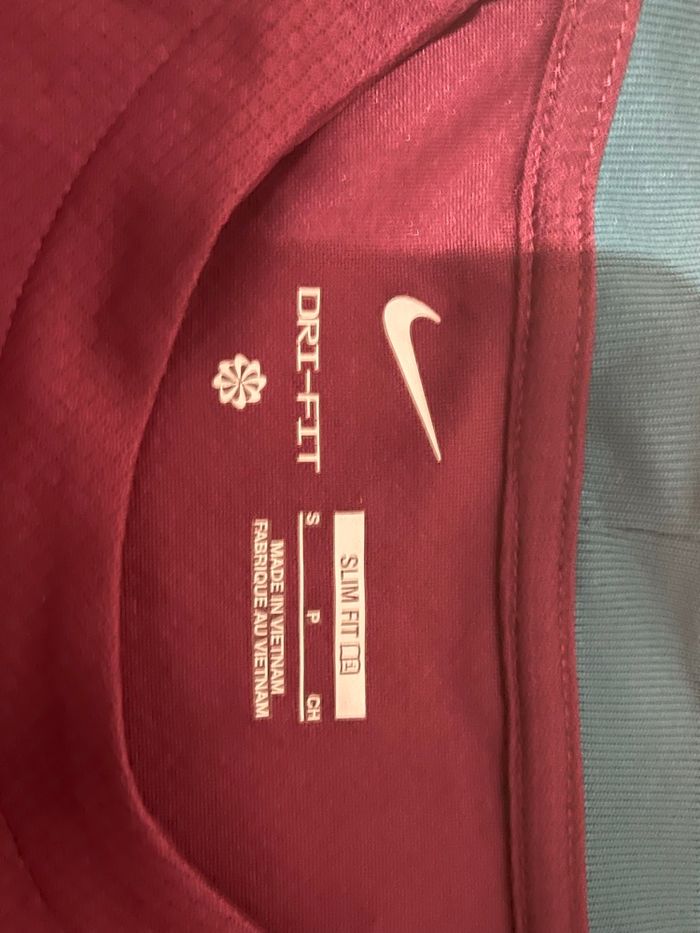 DRI-FIT
SLIM FIT
S P CH
MADE IN VIETNAM
FABRIQUE AU VIETNAM